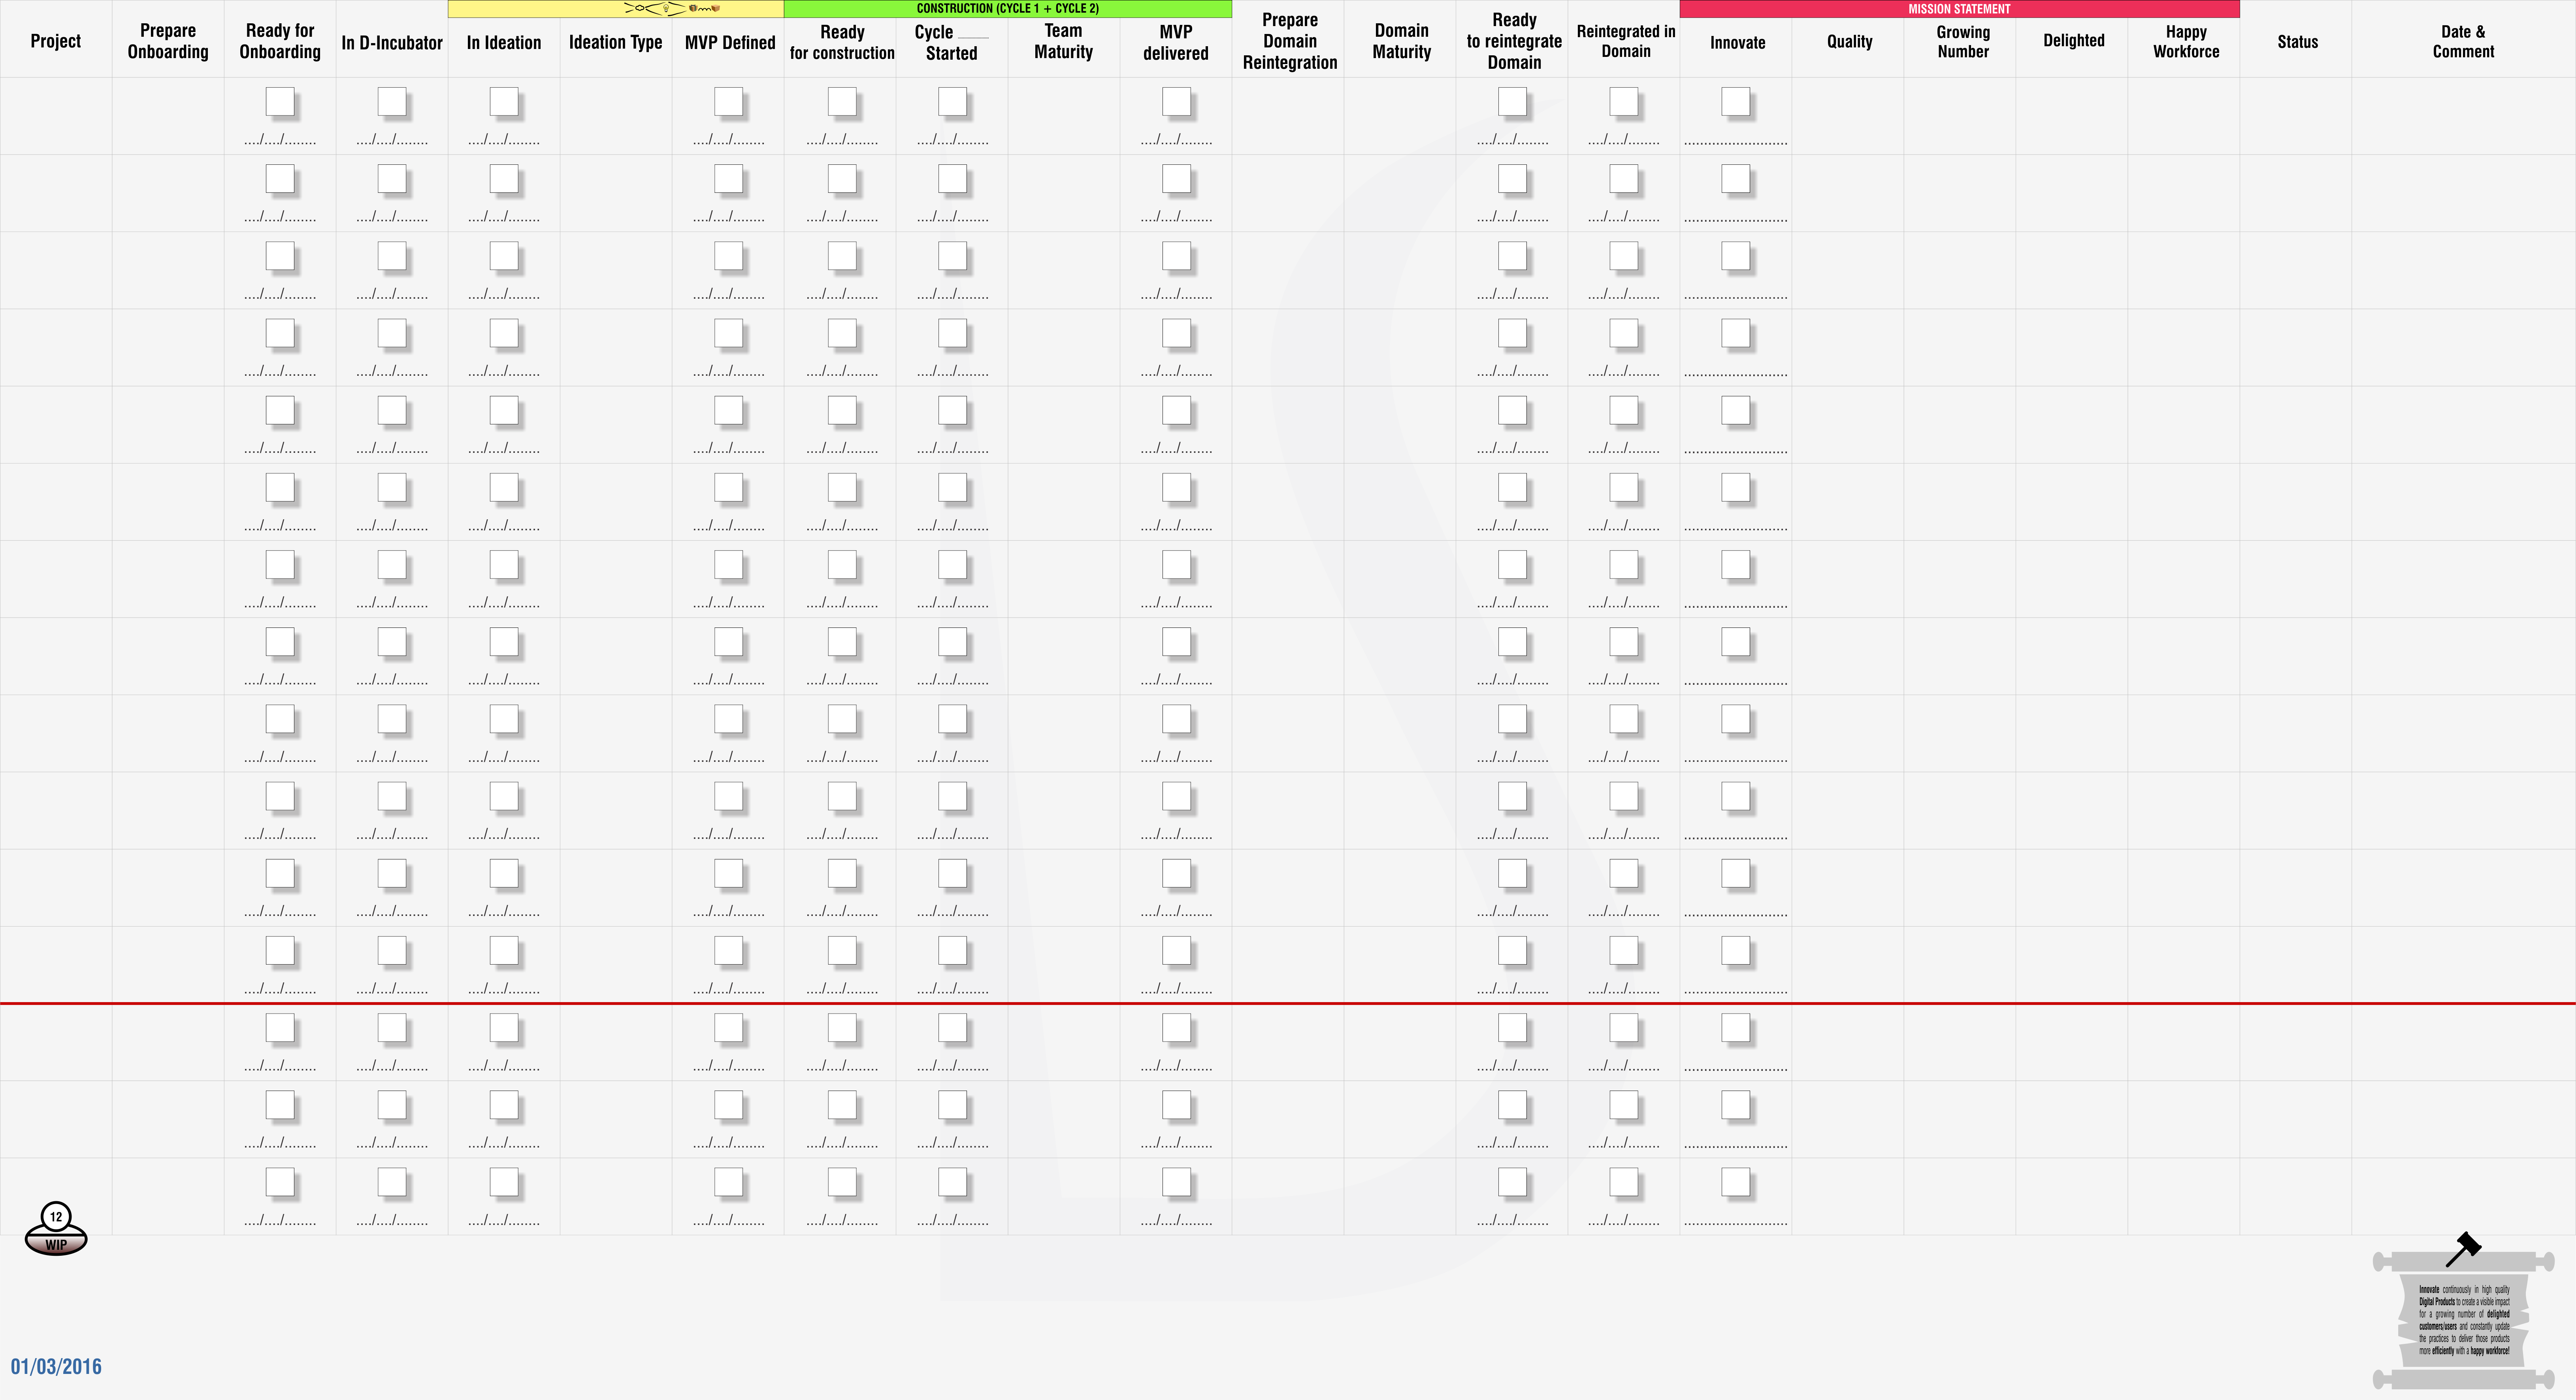 CONSTRUCTION (CYCLE 1 + CYCLE 2)
MISSION STATEMENT
Project
Prepare
Onboarding
Ready for
Onboarding
In D-Incubator
In Ideation
Ideation Type
MVP Defined
Ready
for construction
Cycle ______
Started
Team
Maturity
MVP
delivered
Prepare
Domain
Reintegration
Domain
Maturity
Ready
to reintegrate
Domain
Reintegrated in
Domain
Innovate
Quality
Growing
Number
Delighted
Happy
Workforce
Status
Date &
Comment
12
WIP
Innovate continuously in high quality
Digital Products to create a visible impact
for a growing number of delighted
customers/users and constantly update
the practices to deliver those products
more efficiently with a happy workforce!
01/03/2016